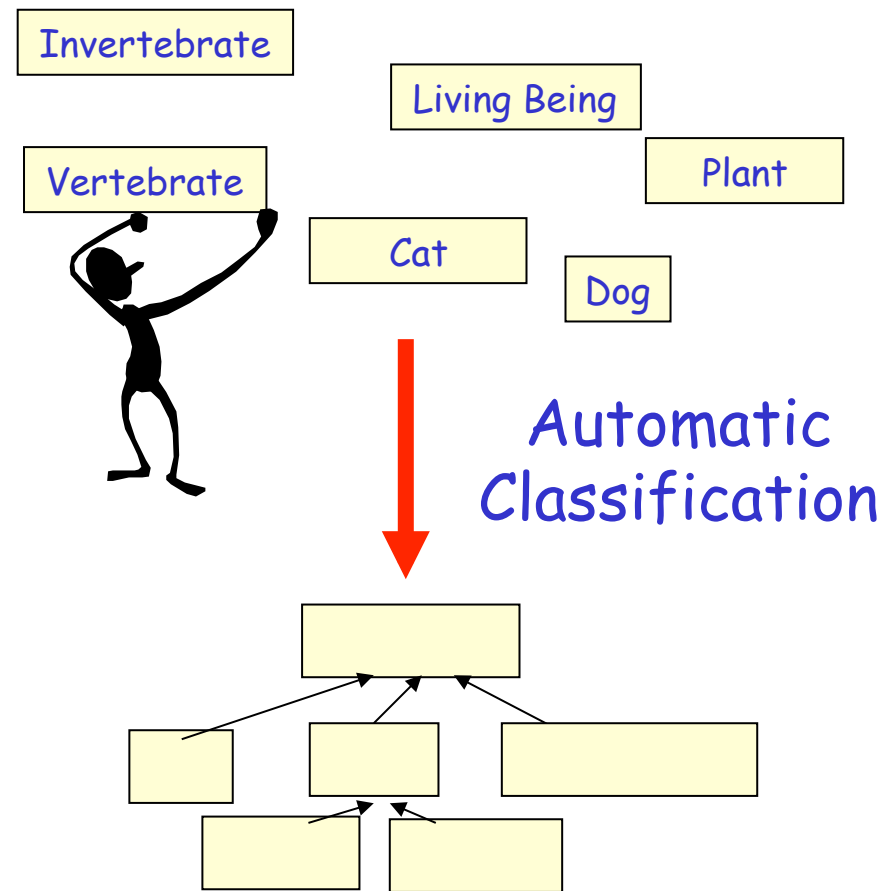 Invertebrate
Living Being
Plant
Vertebrate
Cat
Dog
Automatic
Classification